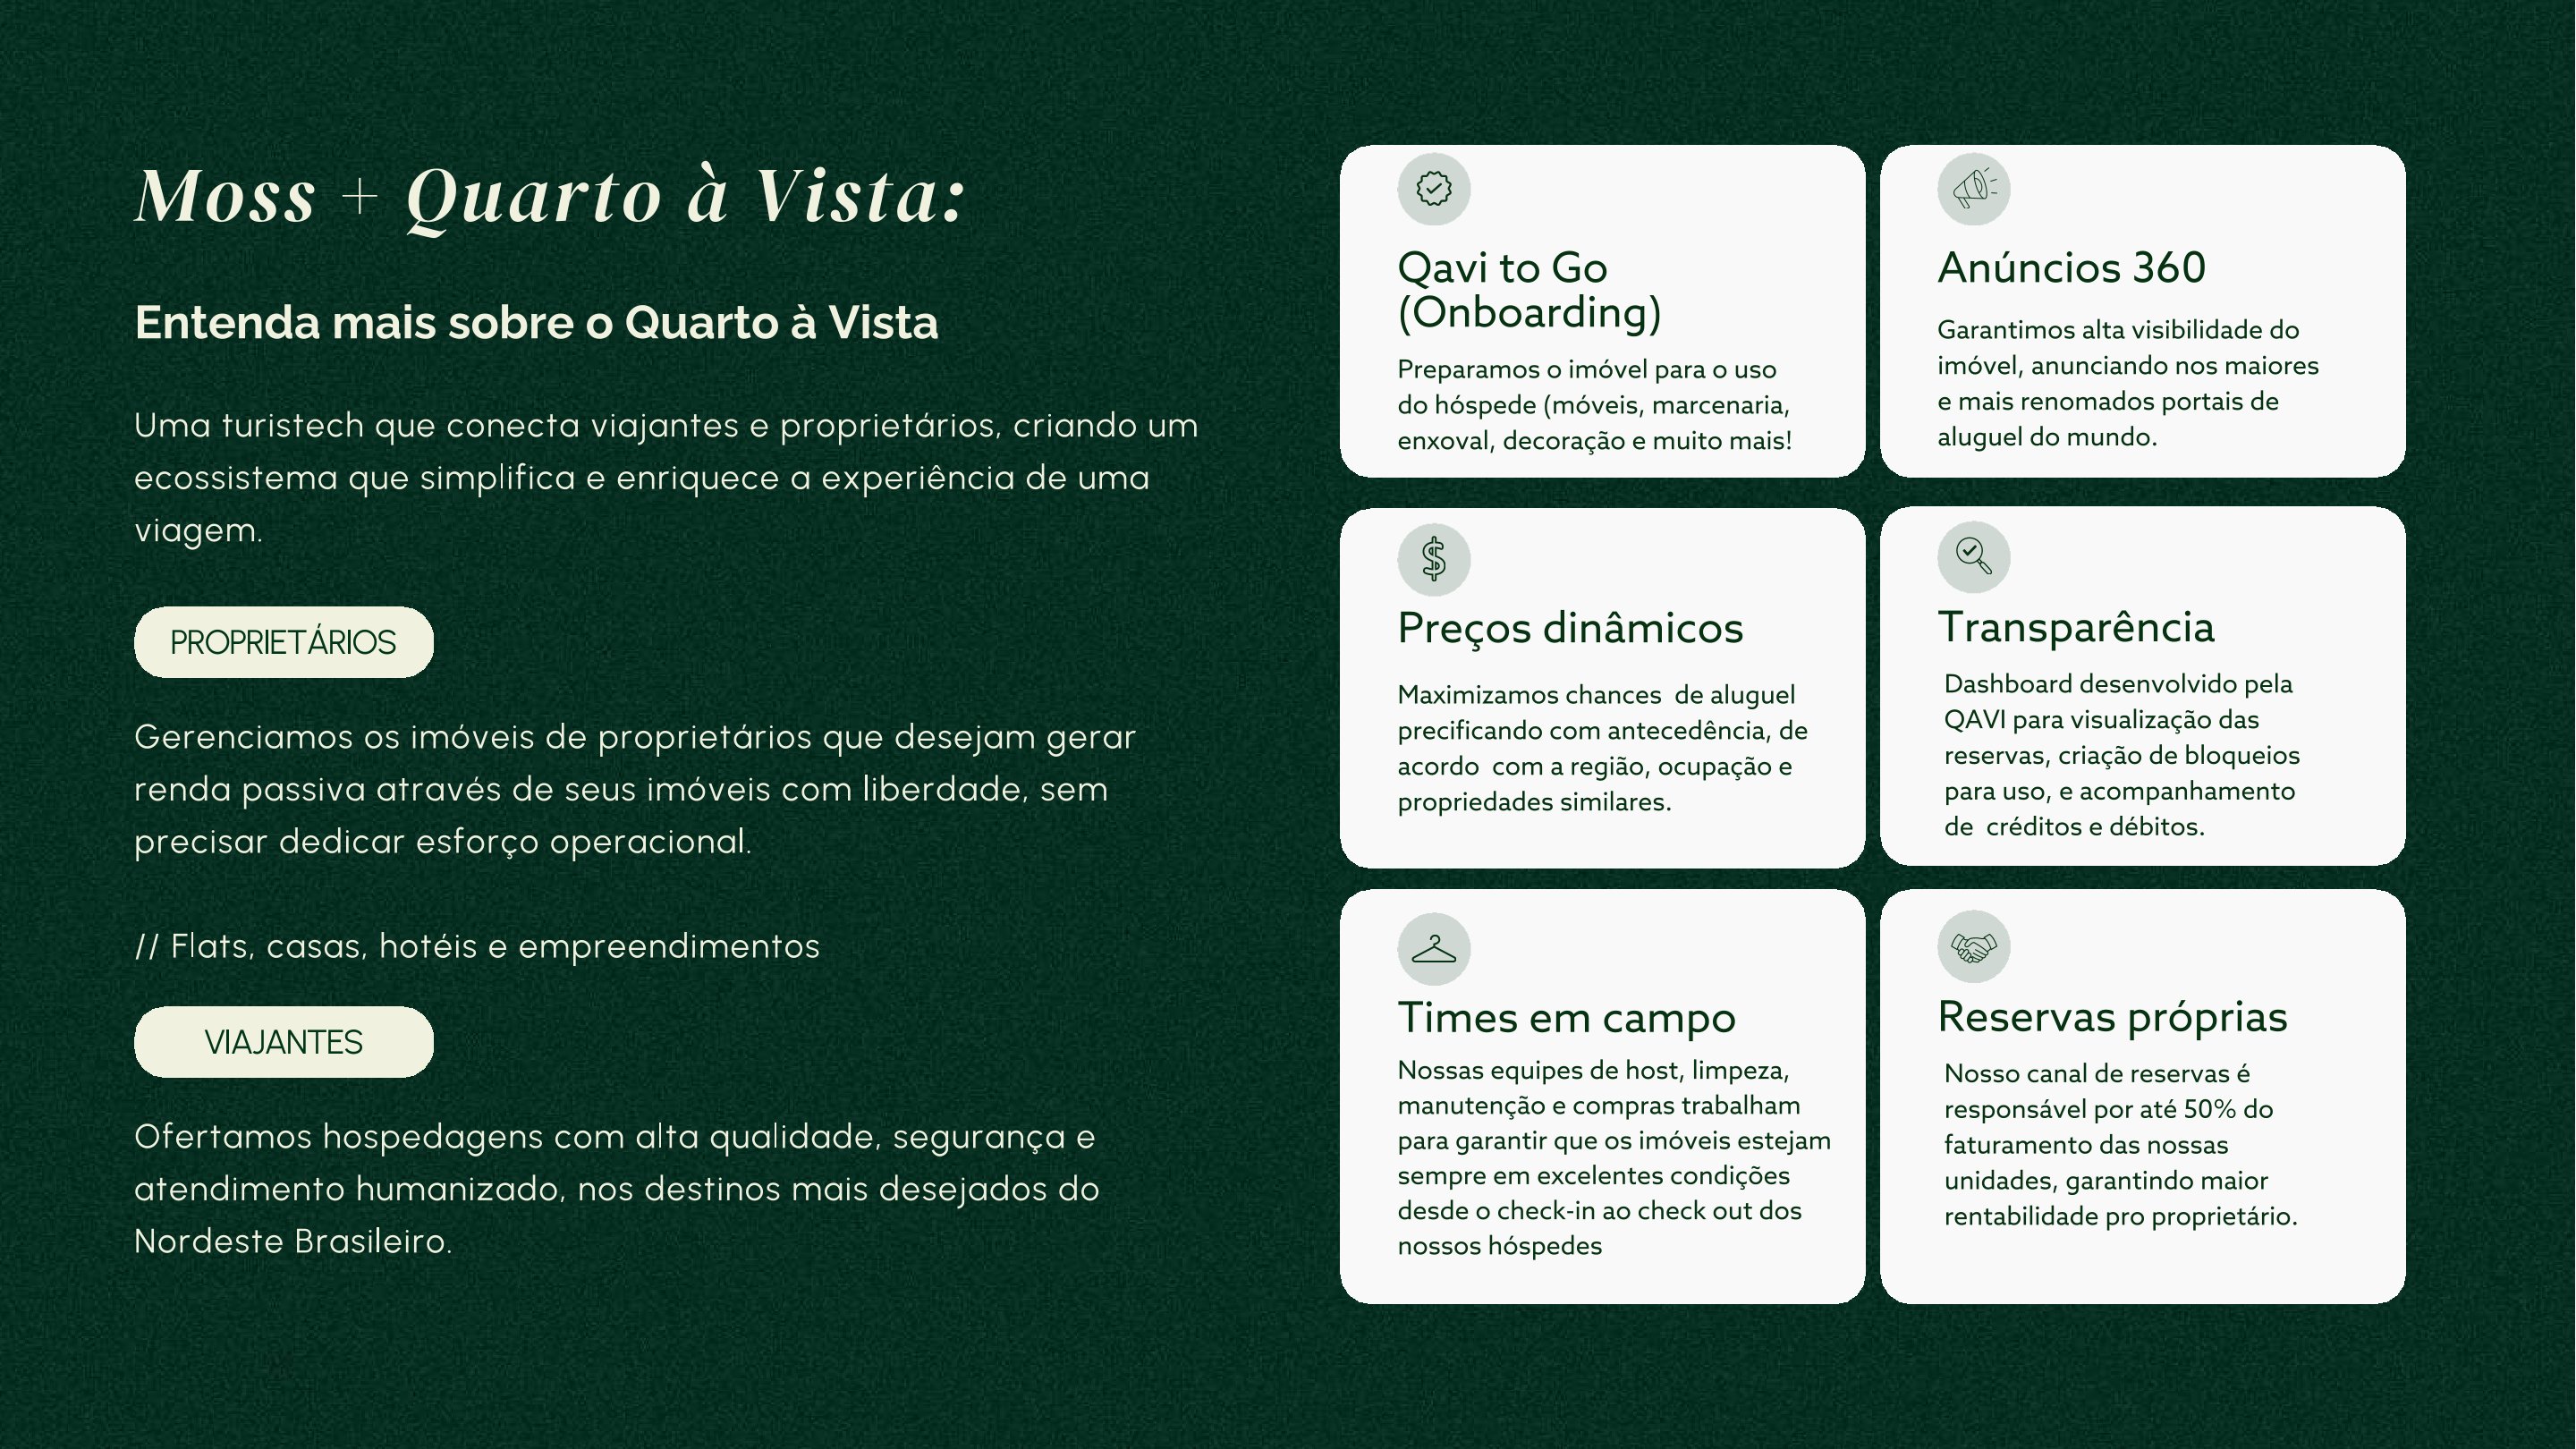 Moss + Quarto à Vista:
Entenda mais sobre o Quarto à Vista
Uma turistech que conecta viajantes e proprietários, criando um
ecossistema que simplifica e enriquece a experiência de uma
viagem.
PROPRIETÁRIOS
Gerenciamos os imóveis de proprietários que desejam gerar
renda passiva através de seus imóveis com liberdade, sem
precisar dedicar esforço operacional.
// Flats, casas, hotéis e empreendimentos
VIAJANTES
Ofertamos hospedagens com alta qualidade, segurança e
atendimento humanizado, nos destinos mais desejados do
Nordeste Brasileiro.
Qavi to Go
(Onboarding)
Preparamos o imóvel para o uso
do hóspede (móveis, marcenaria,
enxoval, decoração e muito mais!
Anúncios 360
Garantimos alta visibilidade do
imóvel, anunciando nos maiores
e mais renomados portais de
aluguel do mundo.
Preços dinâmicos
Maximizamos chances  de aluguel
precificando com antecedência, de
acordo  com a região, ocupação e
propriedades similares.
Transparência
Dashboard desenvolvido pela
QAVI para visualização das
reservas, criação de bloqueios
para uso, e acompanhamento
de  créditos e débitos.
Times em campo
Nossas equipes de host, limpeza,
manutenção e compras trabalham
para garantir que os imóveis estejam
sempre em excelentes condições
desde o check-in ao check out dos
nossos hóspedes
Reservas próprias
Nosso canal de reservas é
responsável por até 50% do
faturamento das nossas
unidades, garantindo maior
rentabilidade pro proprietário.